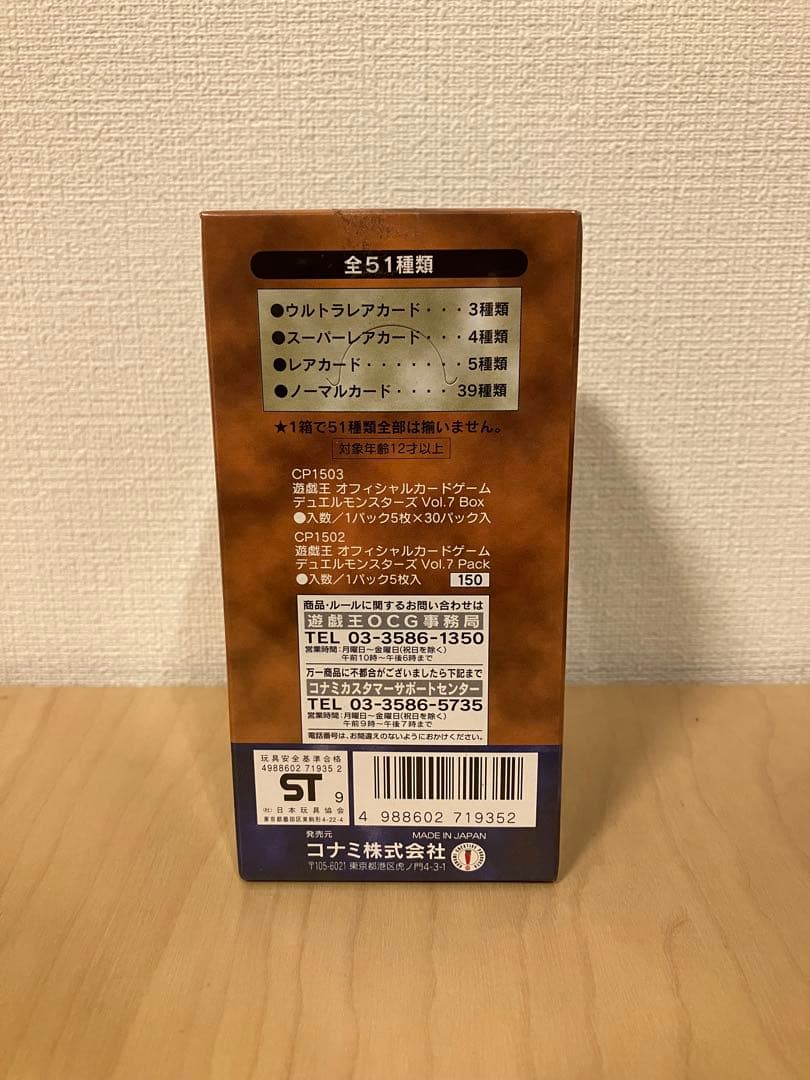 全51種類
●ウルトラレアカード・・・3種類
●スーパーレアカード・・・4種類
●レアカード・・・・・・・5種類
●ノーマルカード・・・・39種類
★1箱で51種類全部は揃いません。
対象年齢12才以上
CP1503
遊戯王 オフィシャルカードゲーム
デュエルモンスターズ Vol.7 Box
●入数/1パック5枚×30パック入
CP1502
遊戯王 オフィシャルカードゲーム
デュエルモンスターズ Vol.7 Pack
●入数/1パック5枚入 150
商品・ルールに関するお問い合わせは
遊戯王OCG事務局
TEL 03-3586-1350
営業時間:月曜日〜金曜日(祝日を除く)
午前10時〜午後6時まで
万一商品に不都合がございましたら下記まで
コナミカスタマーサポートセンター
TEL 03-3586-5735
営業時間:月曜日〜金曜日(祝日を除く)
午前9時〜午後7時まで
電話番号は、お間違えのないようにおかけください。
玩具安全基準合格
4988602 71935 2
ST 9
(社)日本玩具協会
東京都墨田区東駒形4-22-4
4 988602 719352
発売元 MADE IN JAPAN
コナミ株式会社
〒105-6021 東京都港区虎ノ門4-3-1